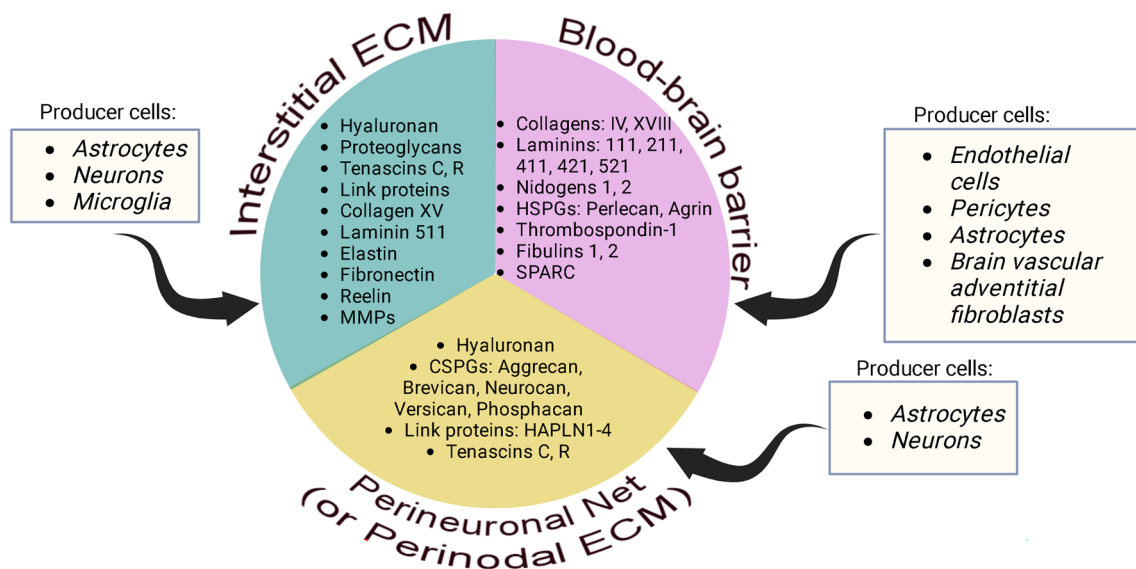 Interstitial ECM
Blood-brain barrier
Producer cells:
• Astrocytes
• Neurons
• Microglia
• Hyaluronan
• Proteoglycans
• Tenascins C, R
• Link proteins
• Collagen XV
• Laminin 511
• Elastin
• Fibronectin
• Reelin
• MMPs
• Collagens: IV, XVIII
• Laminins: 111, 211,
411, 421, 521
• Nidogens 1, 2
• HSPGs: Perlecan, Agrin
• Thrombospondin-1
• Fibulins 1, 2
• SPARC
Producer cells:
• Endothelial
cells
• Pericytes
• Astrocytes
• Brain vascular
adventitial
fibroblasts
• Hyaluronan
• CSPGs: Aggrecan,
Brevican, Neurocan,
Versican, Phosphacan
• Link proteins: HAPLN1-4
• Tenascins C, R
Producer cells:
• Astrocytes
• Neurons
Perineuronal Net
(or Perinodal ECM)